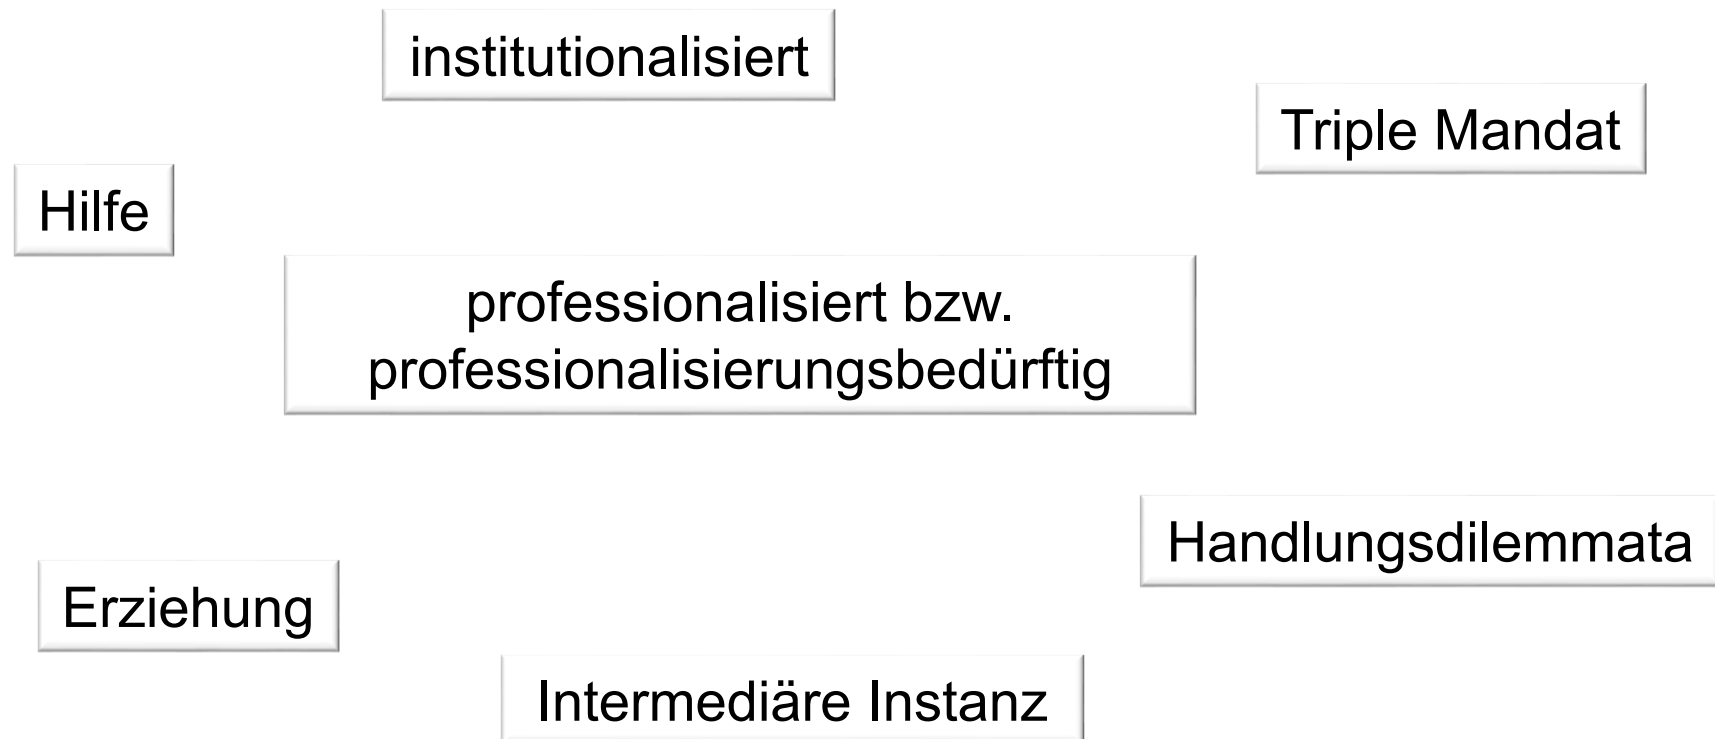 institutionalisiert
Triple Mandat
Hilfe
professionalisiert bzw.
professionalisierungsbedürftig
Handlungsdilemmata
Erziehung
Intermediäre Instanz